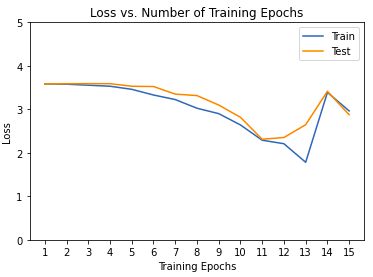 Loss vs. Number of Training Epochs
5
4
3
2
1
0
Loss
Train
Test
1 2 3 4 5 6 7 8 9 10 11 12 13 14 15
Training Epochs